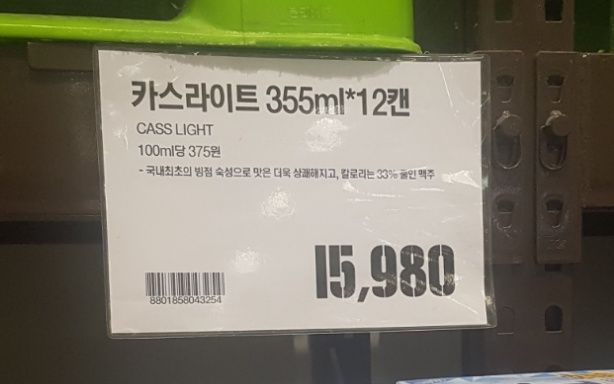 카스라이트 355ml*12캔
CASS LIGHT
100ml당 375원
- 국내최초의 빙점 숙성으로 맛은 더욱 상쾌해지고, 칼로리는 33% 줄인 맥주
15,980
8801858043254